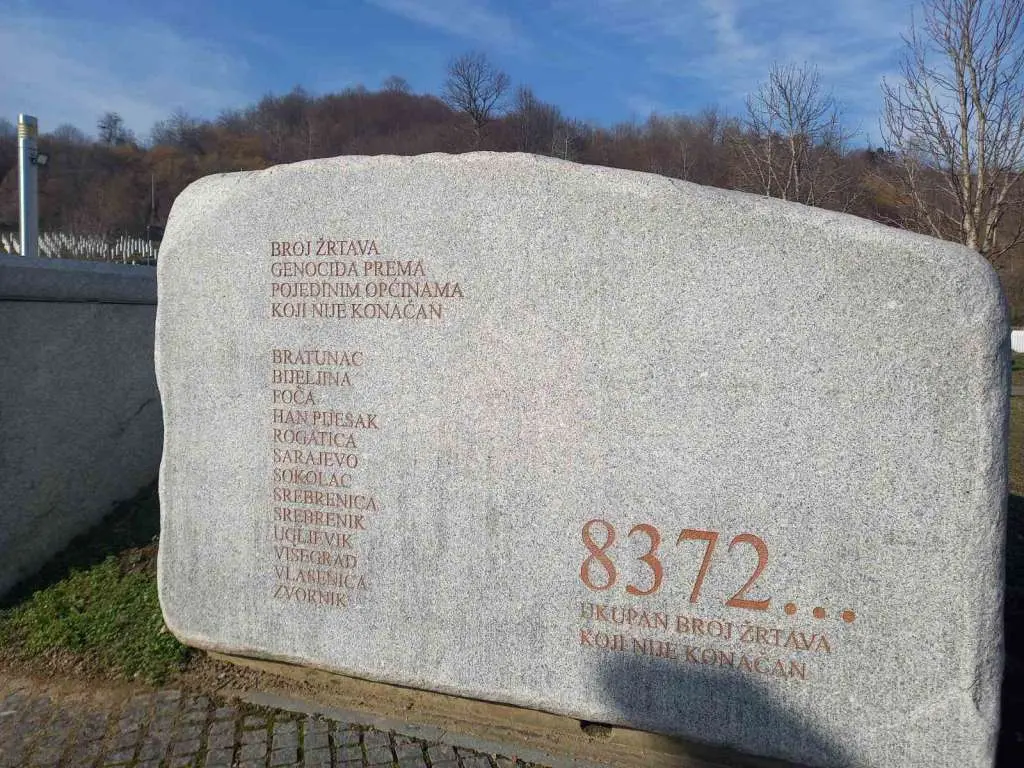 BROJ ŽRTAVA
GENOCIDA PREMA
POJEDINIM OPĆINAMA
KOJI NIJE KONAČAN
BRATUNAC
BIJELJINA
FOČA
HAN PIJESAK
ROGATICA
SARAJEVO
SOKOLAC
SREBRENICA
SREBRENIK
UGLJEVIK
VIŠEGRAD
VLASENICA
ZVORNIK
8372...
UKUPAN BROJ ŽRTAVA
KOJI NIJE KONAČAN